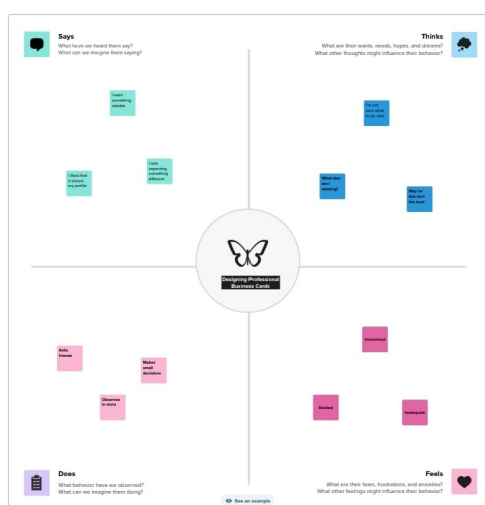 Says
What have we heard them say?
What can we imagine them saying?
Thinks
What are their wants, needs, hopes, and dreams?
What other thoughts might influence their behavior?
I want
something
reliable
I'm not
sure what
to do next
I was
expecting
something
different
I liked that
it stored
my profile
What else
am I
missing?
May be
this isn't
the best
Designing Professional
Business Cards
Asks
friends
Makes
small
decisions
Observes
in store
Overwhelmed
Excited
Inadequate
Does
What behavior have we observed?
What can we imagine them doing?
Feels
What are their fears, frustrations, and anxieties?
What other feelings might influence their behavior?
See an example